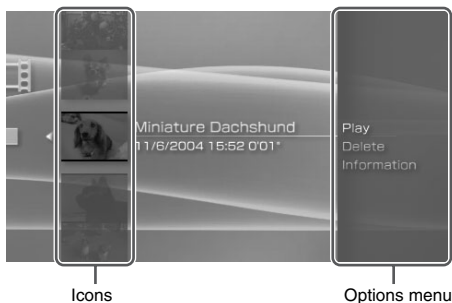 Miniature Dachshund
11/6/2004 15:52 0'01"
Play
Delete
Information
Icons
Options menu